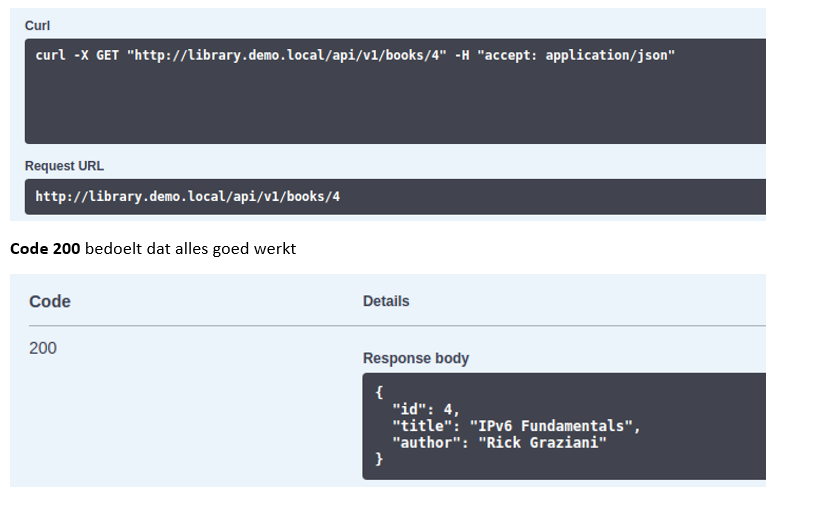 Curl
curl -X GET "http://library.demo.local/api/v1/books/4" -H "accept: application/json"
Request URL
http://library.demo.local/api/v1/books/4
Code 200 bedoelt dat alles goed werkt
Code Details
200
Response body
{
"id": 4,
"title": "IPv6 Fundamentals",
"author": "Rick Graziani"
}